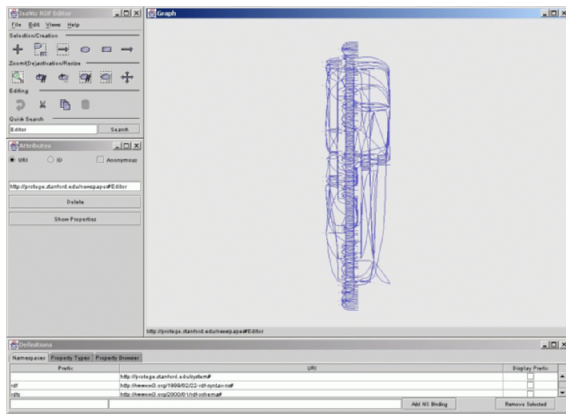 IsaViz RDF Editor
File Edit Views Help
Selection/Creation
Zoom/(De)activation/Resize
Editing
Quick Search
Editor Search
Attributes
URI ID Anonymous
http://protege.stanford.edu/newspaper#Editor
Delete
Show Properties
Graph
http://protege.stanford.edu/newspaper#Editor
Definitions
Namespaces Property Types Property Browser
Prefix URI Display Prefix
http://protege.stanford.edu/system#
rdf http://www.w3.org/1999/02/22-rdf-syntax-ns#
rdfs http://www.w3.org/2000/01/rdf-schema#
Add NS Binding Remove Selected